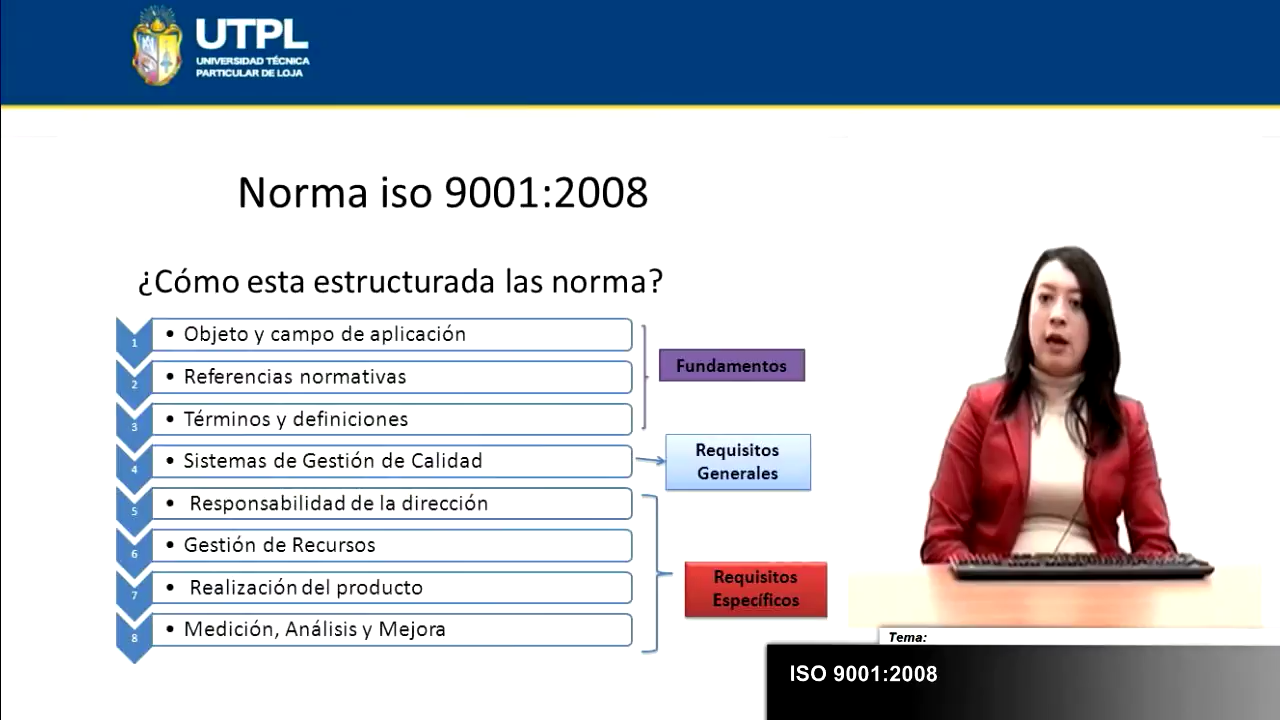 UTPL
UNIVERSIDAD TÉCNICA
PARTICULAR DE LOJA
Norma iso 9001:2008
¿Cómo esta estructurada las norma?
1
• Objeto y campo de aplicación
2
• Referencias normativas
3
• Términos y definiciones
Fundamentos
4
• Sistemas de Gestión de Calidad
Requisitos
Generales
5
• Responsabilidad de la dirección
6
• Gestión de Recursos
7
• Realización del producto
8
• Medición, Análisis y Mejora
Requisitos
Específicos
Tema:
ISO 9001:2008